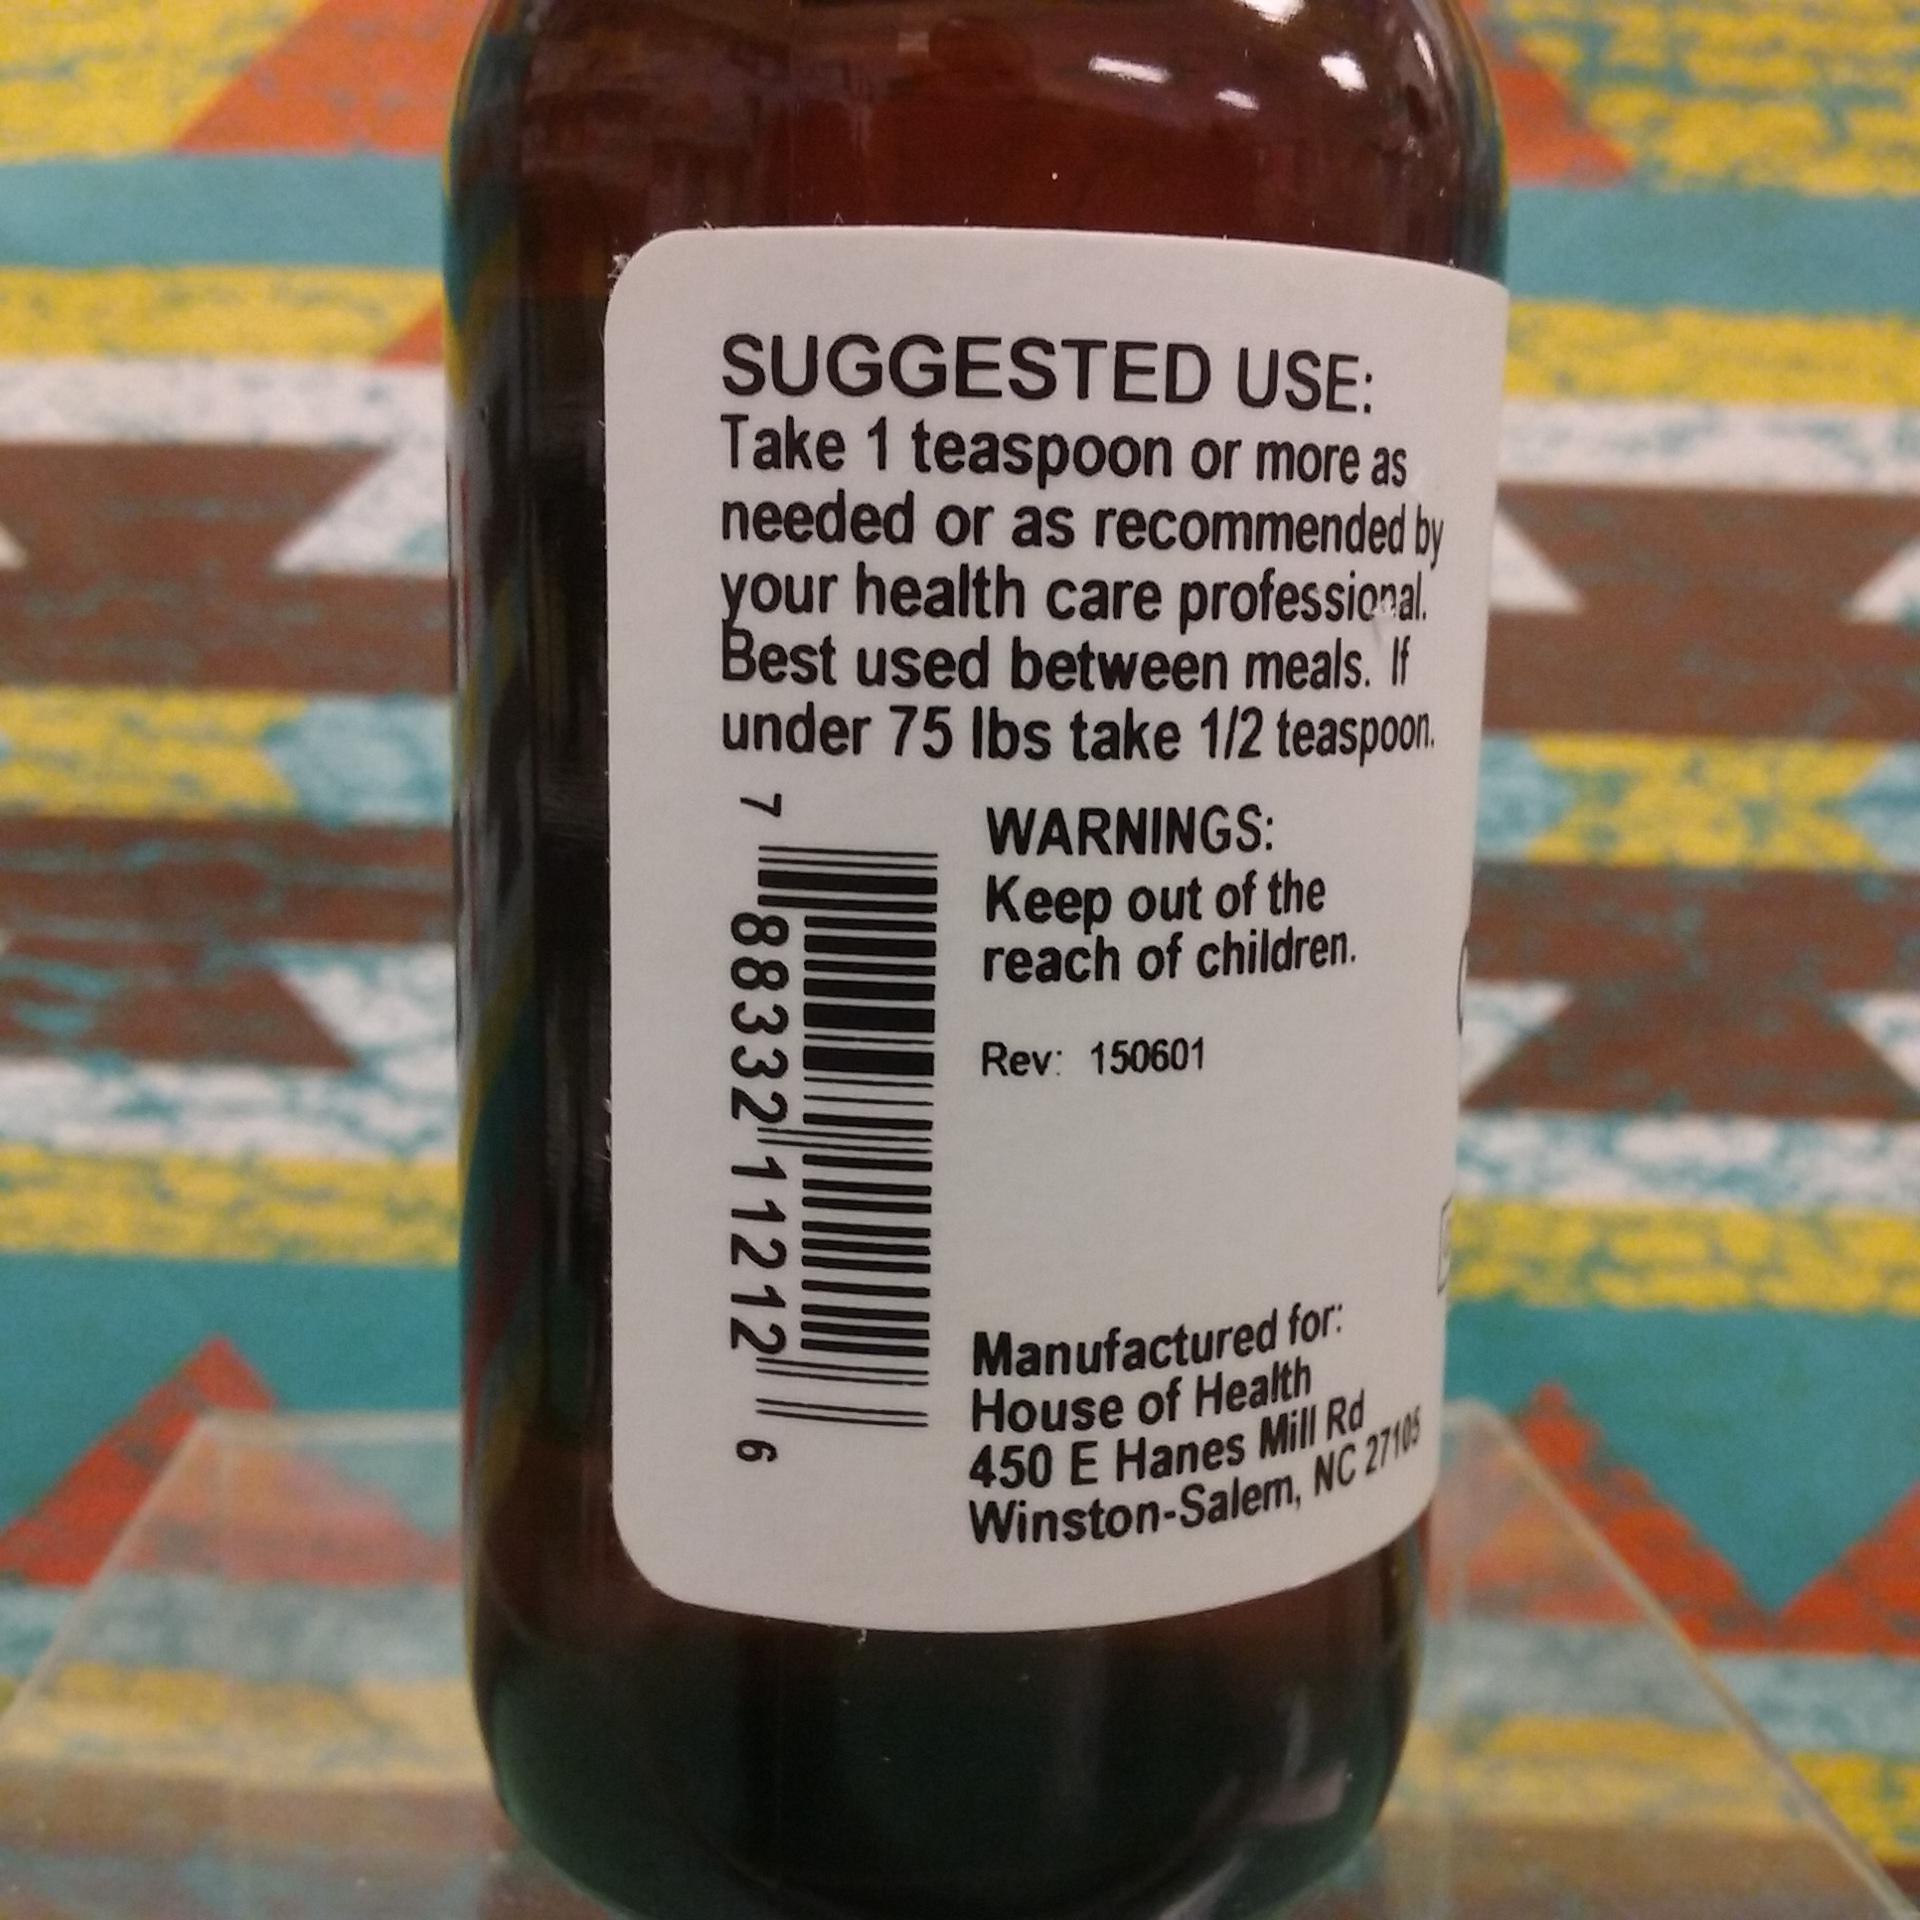 SUGGESTED USE:
Take 1 teaspoon or more as
needed or as recommended by
your health care professional.
Best used between meals. If
under 75 lbs take 1/2 teaspoon.
7 88332 11212 6
WARNINGS:
Keep out of the
reach of children.
Rev: 150601
Manufactured for:
House of Health
450 E Hanes Mill Rd
Winston-Salem, NC 27105